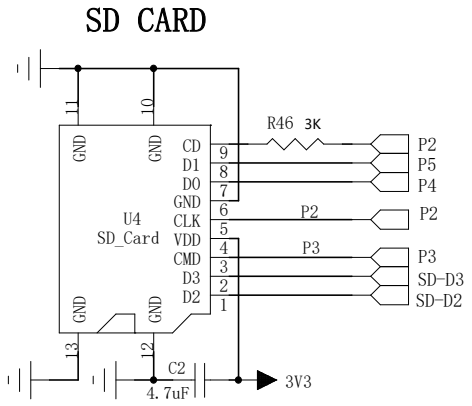 SD CARD
11
10
R46 3K
GND
GND
CD
P2
9
D1
P5
8
D0
P4
7
GND
6
U4
CLK
P2
P2
5
SD_Card
VDD
4
CMD
P3
P3
3
D3
SD-D3
2
D2
SD-D2
1
GND
GND
13
12
C2
4.7uF
3V3